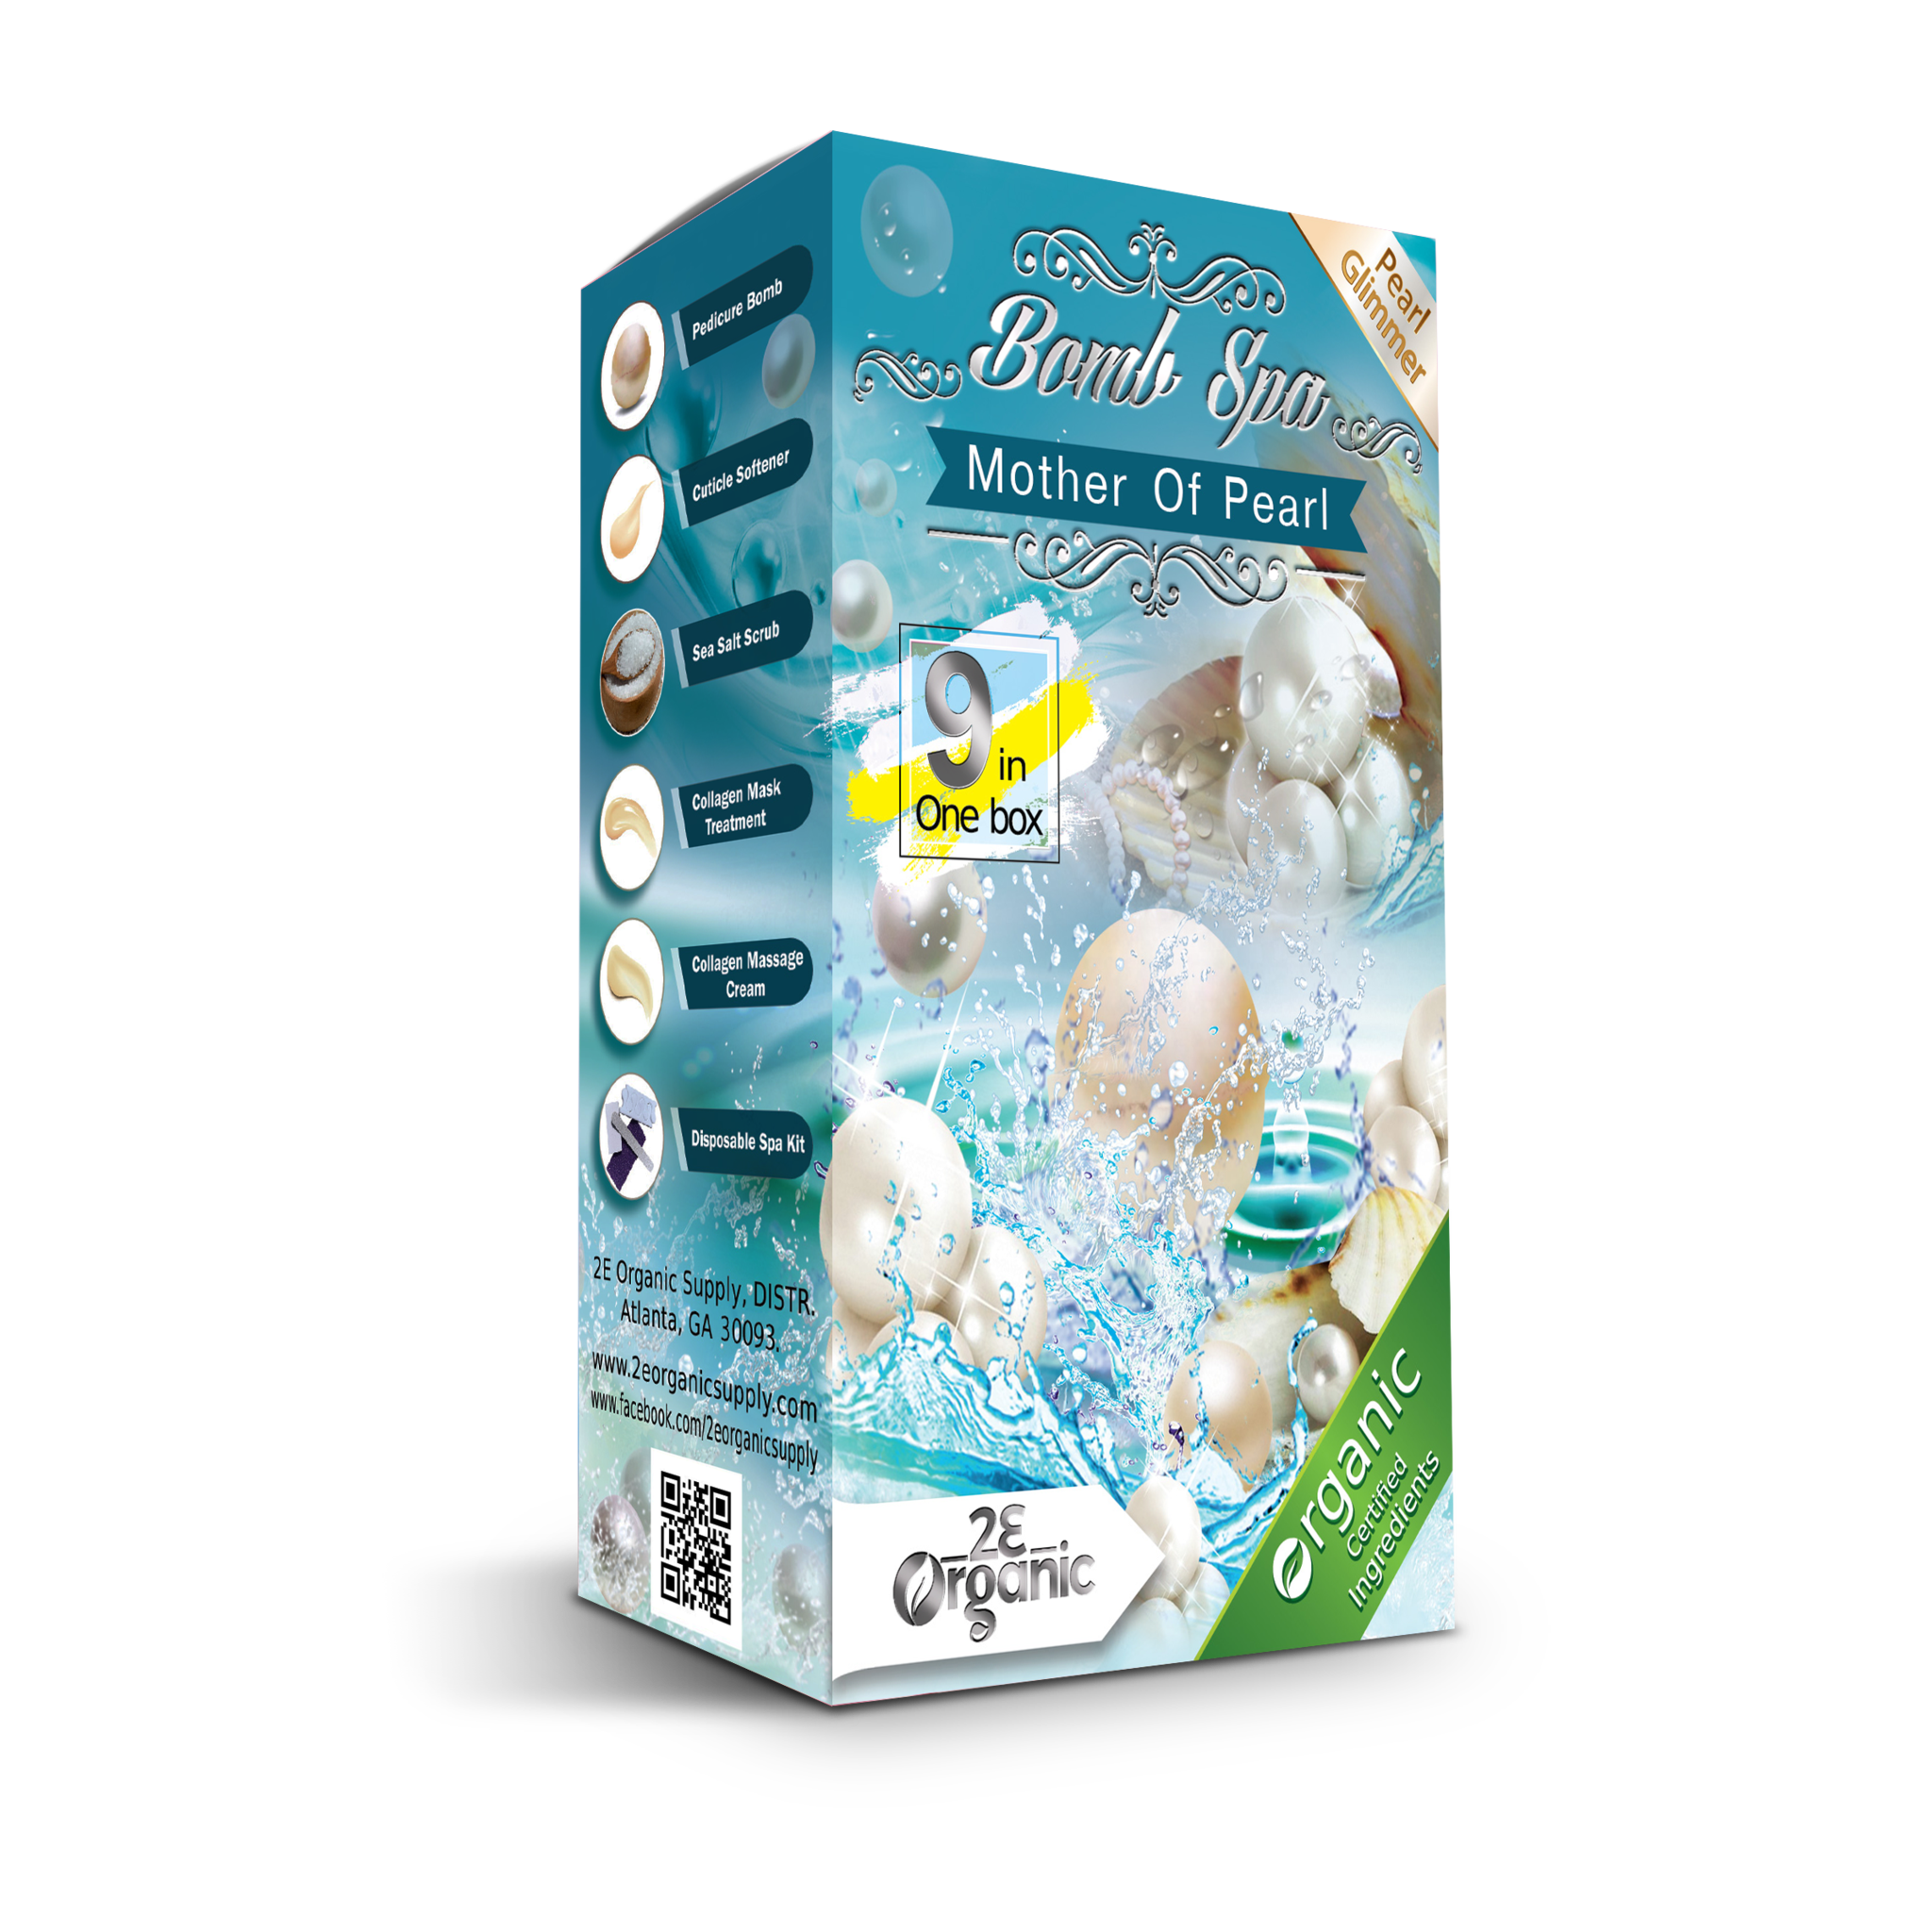 Pedicure Bomb
Cuticle Softener
Sea Salt Scrub
Collagen Mask
Treatment
Collagen Massage
Cream
Disposable Spa Kit
2E Organic Supply, DISTR.
Atlanta, GA 30093.
www.2eorganicsupply.com
www.facebook.com/2eorganicsupply
Pearl
Glimmer
Bomb Spa
Mother Of Pearl
9 in
One box
2E
Organic
Organic
Certified
Ingredients